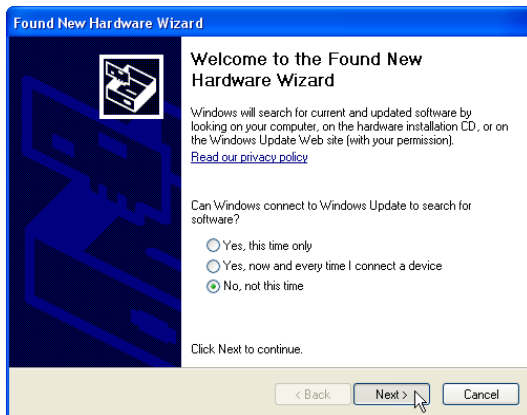 Found New Hardware Wizard
Welcome to the Found New
Hardware Wizard
Windows will search for current and updated software by
looking on your computer, on the hardware installation CD, or on
the Windows Update Web site (with your permission).
Read our privacy policy
Can Windows connect to Windows Update to search for
software?
Yes, this time only
Yes, now and every time I connect a device
No, not this time
Click Next to continue.
< Back Next > Cancel